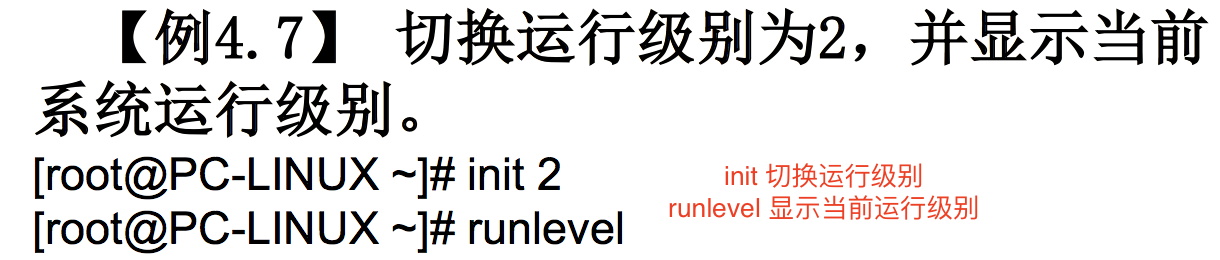 【例4.7】 切换运行级别为2，并显示当前
系统运行级别。
[root@PC-LINUX ~]# init 2
init 切换运行级别
runlevel 显示当前运行级别
[root@PC-LINUX ~]# runlevel